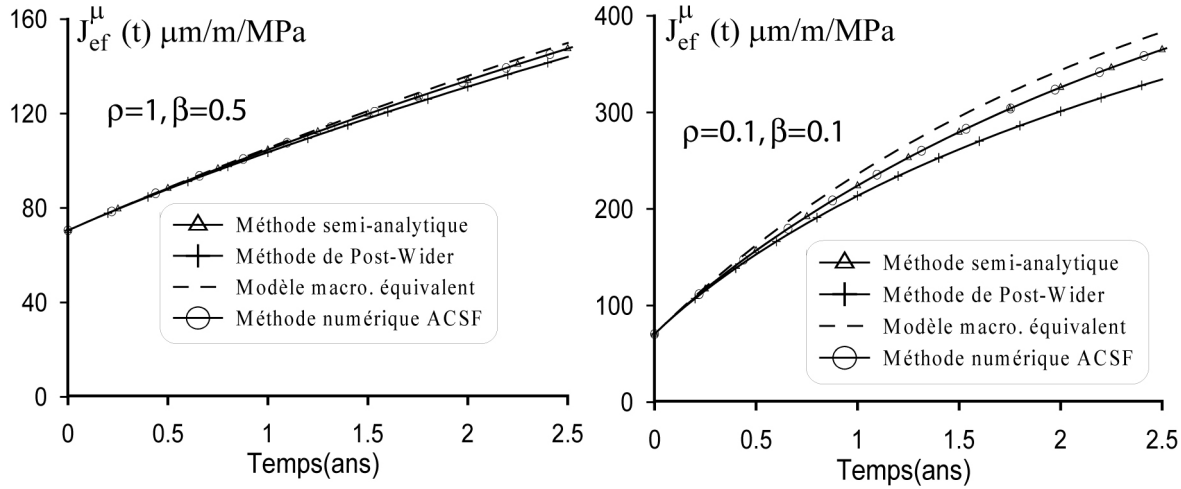 J_ef^μ (t) μm/m/MPa
160
120
80
40
0
ρ=1, β=0.5
Méthode semi-analytique
Méthode de Post-Wider
Modèle macro. équivalent
Méthode numérique ACSF
0 0.5 1 1.5 2 2.5
Temps(ans)
J_ef^μ (t) μm/m/MPa
400
300
200
100
0
ρ=0.1, β=0.1
Méthode semi-analytique
Méthode de Post-Wider
Modèle macro. équivalent
Méthode numérique ACSF
0 0.5 1 1.5 2 2.5
Temps(ans)